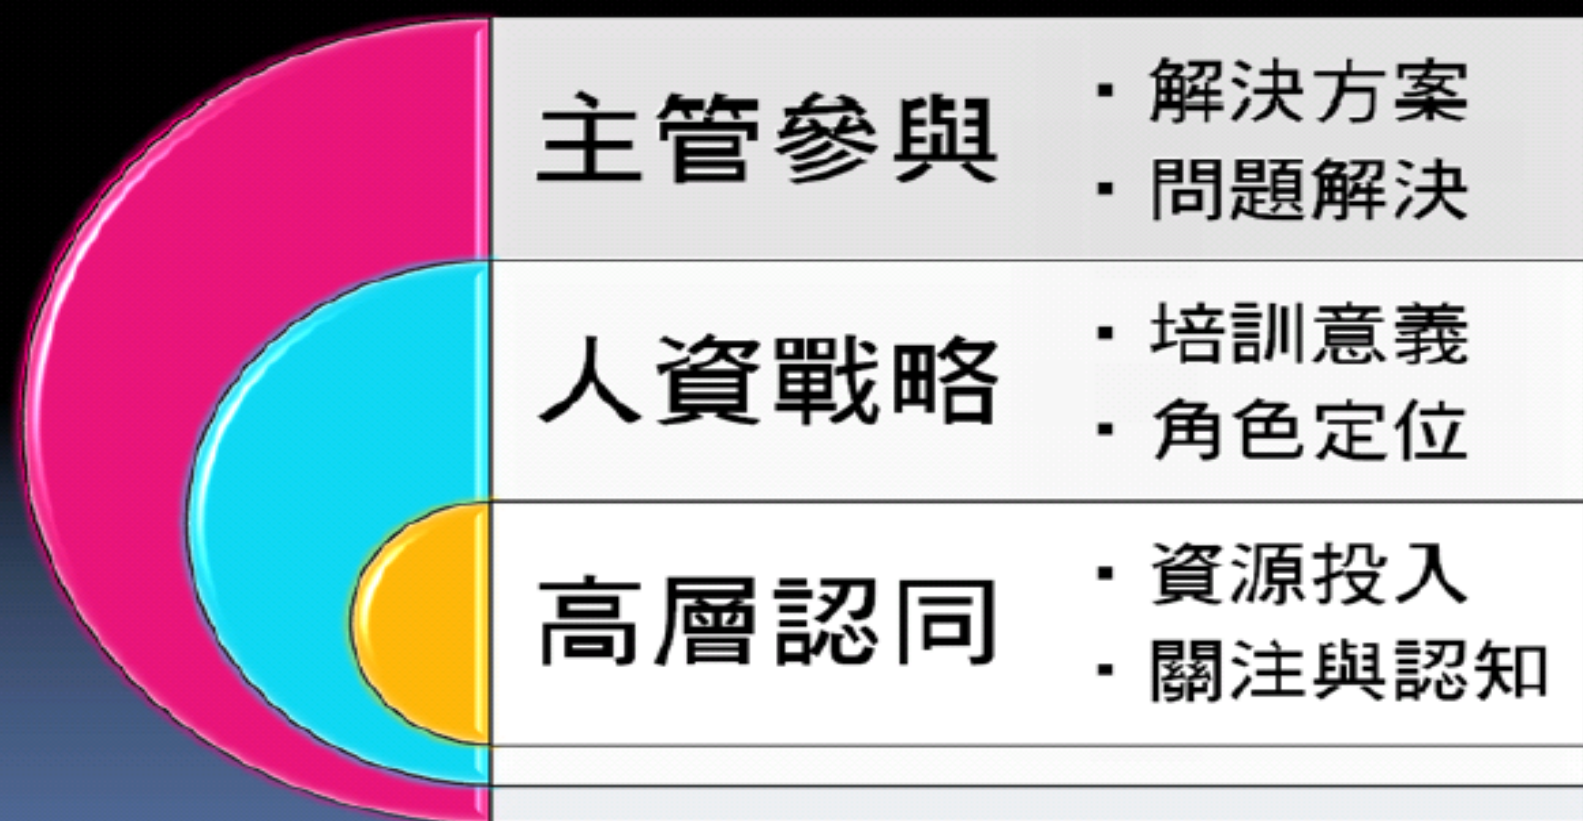 主管參與
▪ 解決方案
▪ 問題解決
人資戰略
▪ 培訓意義
▪ 角色定位
高層認同
▪ 資源投入
▪ 關注與認知